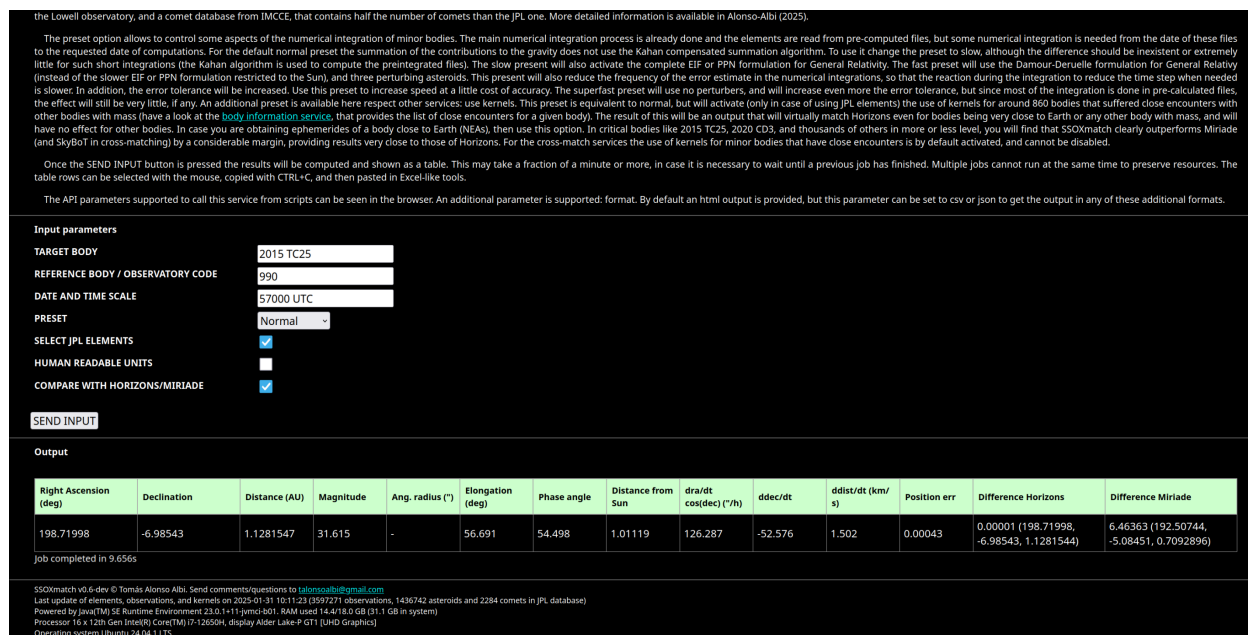 the Lowell observatory, and a comet database from IMCCE, that contains half the number of comets than the JPL one. More detailed information is available in Alonso-Albi (2025).
The preset option allows to control some aspects of the numerical integration of minor bodies. The main numerical integration process is already done and the elements are read from pre-computed files, but some numerical integration is needed from the date of these files
to the requested date of computations. For the default normal preset the summation of the contributions to the gravity does not use the Kahan compensated summation algorithm. To use it change the preset to slow, although the difference should be inexistent or extremely
little for such short integrations (the Kahan algorithm is used to compute the preintegrated files). The slow present will also activate the complete EIF or PPN formulation for General Relativity. The fast preset will use the Damour-Deruelle formulation for General Relativy
(instead of the slower EIF or PPN formulation restricted to the Sun), and three perturbing asteroids. This present will also reduce the frequency of the error estimate in the numerical integrations, so that the reaction during the integration to reduce the time step when needed
is slower. In addition, the error tolerance will be increased. Use this preset to increase speed at a little cost of accuracy. The superfast preset will use no perturbers, and will increase even more the error tolerance, but since most of the integration is done in pre-calculated files,
the effect will still be very little, if any. An additional preset is available here respect other services: use kernels. This preset is equivalent to normal, but will activate (only in case of using JPL elements) the use of kernels for around 860 bodies that suffered close encounters with
other bodies with mass (have a look at the body information service, that provides the list of close encounters for a given body). The result of this will be an output that will virtually match Horizons even for bodies being very close to Earth or any other body with mass, and will
have no effect for other bodies. In case you are obtaining ephemerides of a body close to Earth (NEAs), then use this option. In critical bodies like 2015 TC25, 2020 CD3, and thousands of others in more or less level, you will find that SSOXmatch clearly outperforms Miriade
(and SkyBoT in cross-matching) by a considerable margin, providing results very close to those of Horizons. For the cross-match services the use of kernels for minor bodies that have close encounters is by default activated, and cannot be disabled.
Once the SEND INPUT button is pressed the results will be computed and shown as a table. This may take a fraction of a minute or more, in case it is necessary to wait until a previous job has finished. Multiple jobs cannot run at the same time to preserve resources. The
table rows can be selected with the mouse, copied with CTRL+C, and then pasted in Excel-like tools.
The API parameters supported to call this service from scripts can be seen in the browser. An additional parameter is supported: format. By default an html output is provided, but this parameter can be set to csv or json to get the output in any of these additional formats.
Input parameters
TARGET BODY 2015 TC25
REFERENCE BODY / OBSERVATORY CODE 990
DATE AND TIME SCALE 57000 UTC
PRESET Normal
SELECT JPL ELEMENTS
HUMAN READABLE UNITS
COMPARE WITH HORIZONS/MIRIADE
SEND INPUT
Output
Right Ascension (deg) Declination Distance (AU) Magnitude Ang. radius (") Elongation (deg) Phase angle Distance from Sun dra/dt cos(dec) ("/h) ddec/dt ddist/dt (km/s) Position err Difference Horizons Difference Miriade
198.71998 -6.98543 1.1281547 31.615 - 56.691 54.498 1.01119 126.287 -52.576 1.502 0.00043 0.00001 (198.71998, -6.98543, 1.1281544) 6.46363 (192.50744, -5.08451, 0.7092896)
Job completed in 9.656s
SSOXmatch v0.6-dev © Tomás Alonso Albi. Send comments/questions to talonsoalbi@gmail.com
Last update of elements, observations, and kernels on 2025-01-31 10:11:23 (3597271 observations, 1436742 asteroids and 2284 comets in JPL database)
Powered by Java(TM) SE Runtime Environment 23.0.1+11-jvmci-b01. RAM used 14.4/18.0 GB (31.1 GB in system)
Processor 16 x 12th Gen Intel(R) Core(TM) i7-12650H, display Alder Lake-P GT1 [UHD Graphics]
Operating system Ubuntu 24.04.1 LTS